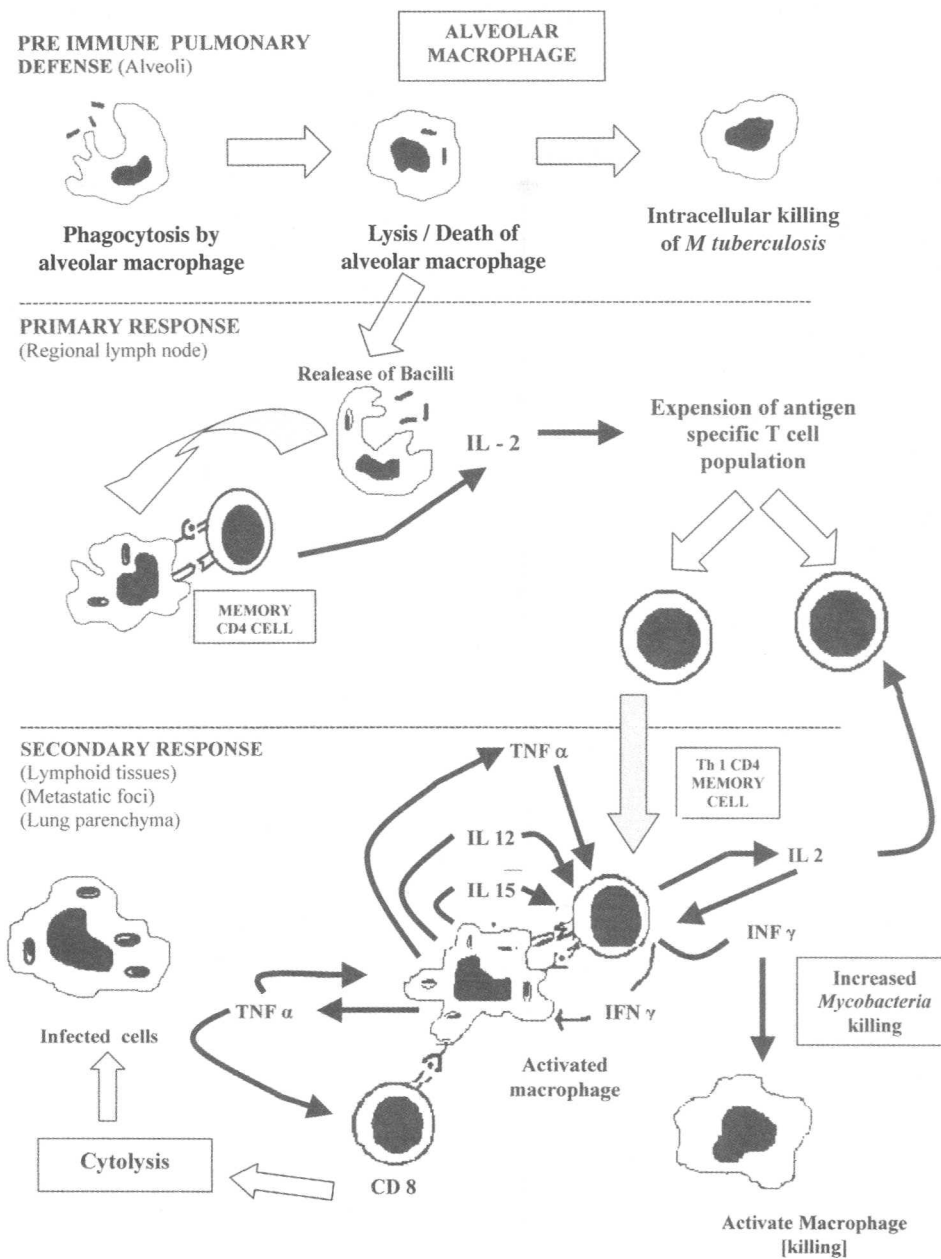 PRE IMMUNE PULMONARY
DEFENSE (Alveoli)
ALVEOLAR
MACROPHAGE
Phagocytosis by
alveolar macrophage
Lysis / Death of
alveolar macrophage
Intracellular killing
of M tuberculosis
PRIMARY RESPONSE
(Regional lymph node)
Realease of Bacilli
IL - 2
Expension of antigen
specific T cell
population
MEMORY
CD4 CELL
SECONDARY RESPONSE
(Lymphoid tissues)
(Metastatic foci)
(Lung parenchyma)
TNF α
Th 1 CD4
MEMORY
CELL
IL 12
IL 2
IL 15
INF γ
Increased
Mycobacteria
killing
TNF α
IFN γ
Infected cells
Activated
macrophage
Cytolysis
CD 8
Activate Macrophage
[killing]